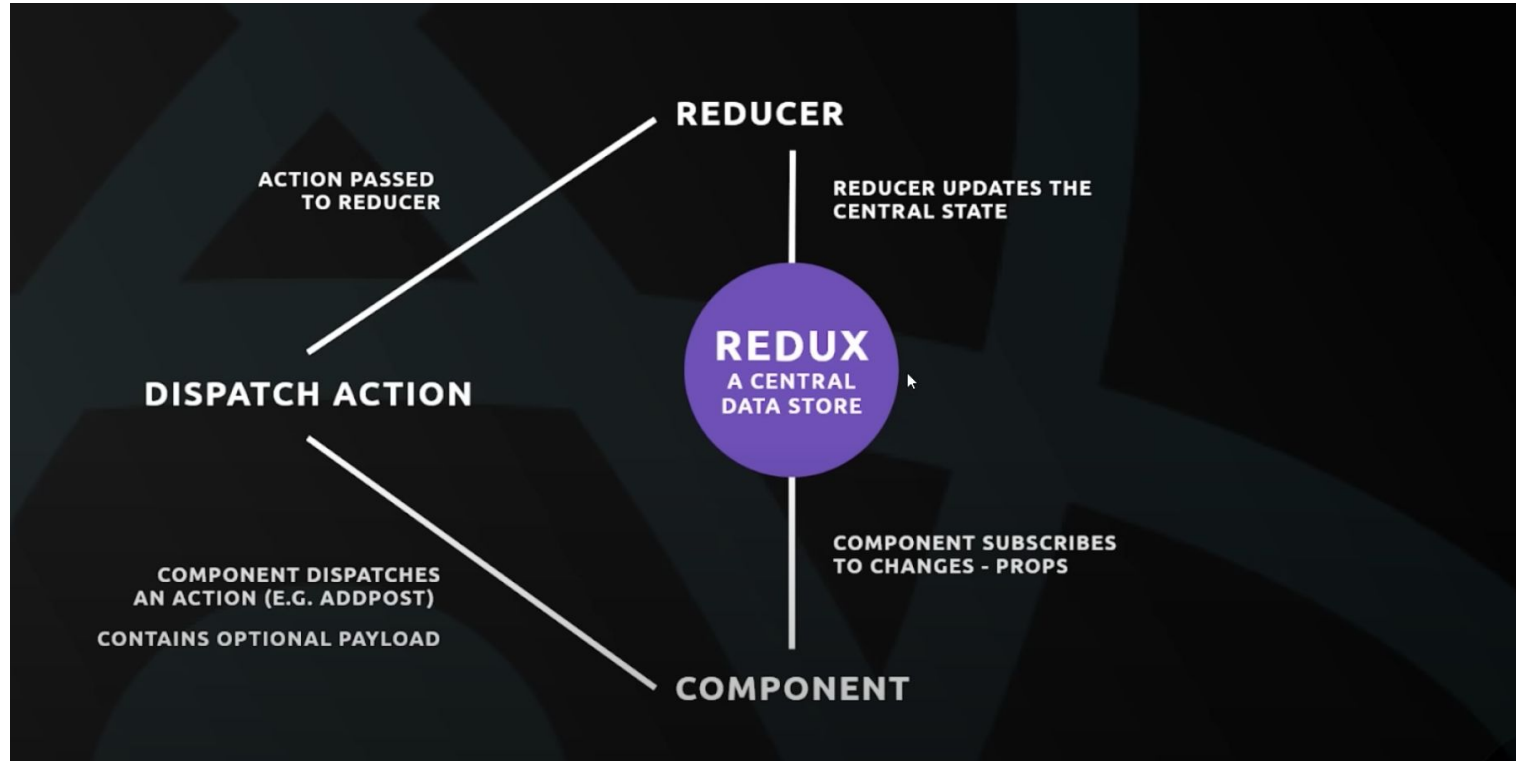 REDUCER
ACTION PASSED
TO REDUCER
REDUCER UPDATES THE
CENTRAL STATE
REDUX
A CENTRAL
DATA STORE
DISPATCH ACTION
COMPONENT SUBSCRIBES
TO CHANGES - PROPS
COMPONENT DISPATCHES
AN ACTION (E.G. ADDPOST)
CONTAINS OPTIONAL PAYLOAD
COMPONENT